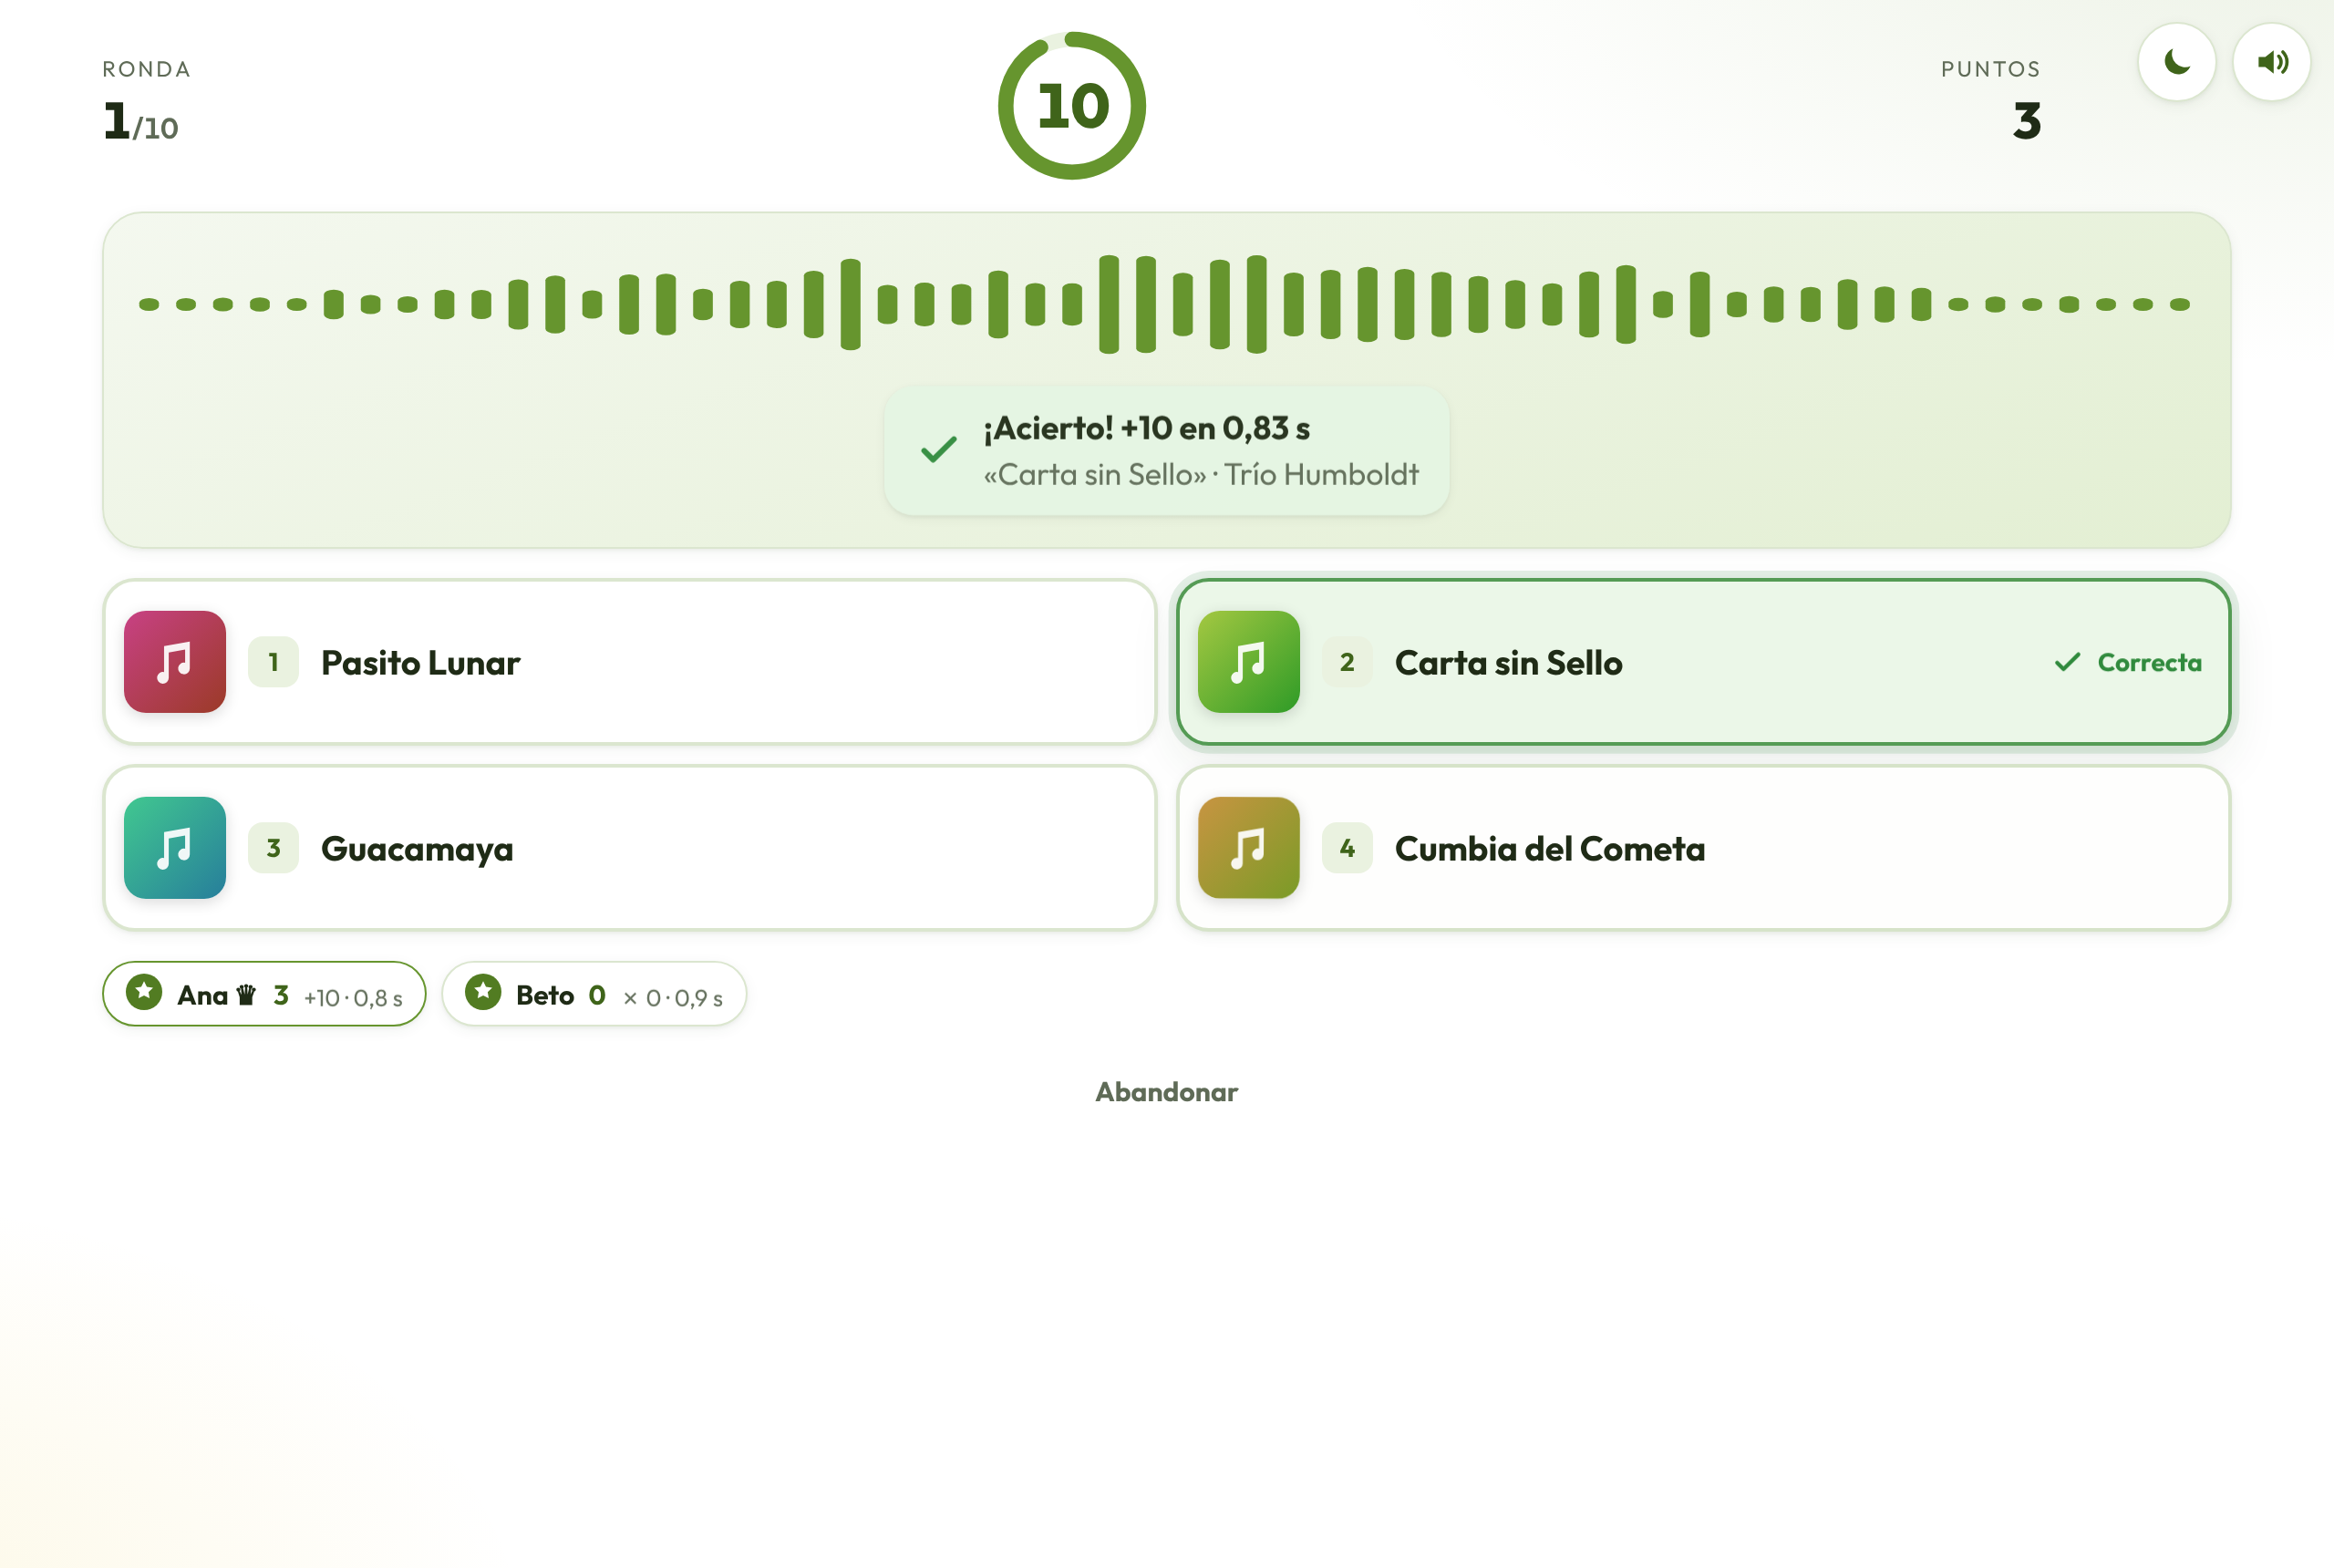 RONDA
1/10
10
PUNTOS
3
¡Acierto! +10 en 0,83 s
«Carta sin Sello» · Trío Humboldt
1 Pasito Lunar
2 Carta sin Sello Correcta
3 Guacamaya
4 Cumbia del Cometa
Ana ♛ 3 +10 · 0,8 s
Beto 0 × 0 · 0,9 s
Abandonar